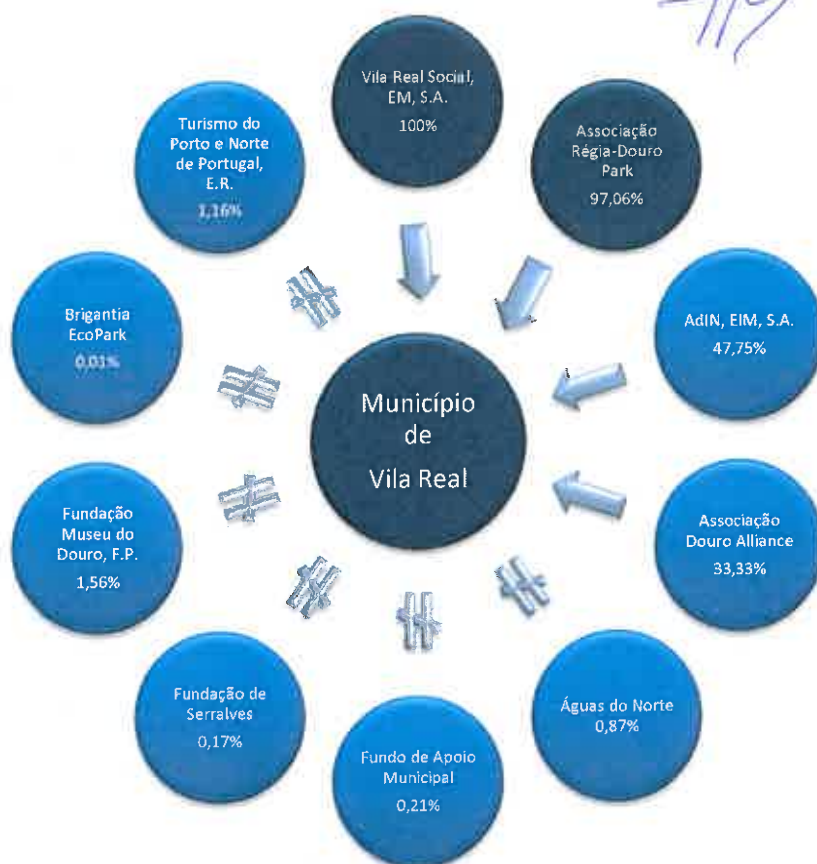 Vila Real Social,
EM, S.A.
100%
Associação
Régia-Douro
Park
97,06%
AdIN, EIM, S.A.
47,75%
Associação
Douro Alliance
33,33%
Águas do Norte
0,87%
Fundo de Apoio
Municipal
0,21%
Fundação de
Serralves
0,17%
Fundação
Museu do
Douro, F.P.
1,56%
Brigantia
EcoPark
0,01%
Turismo do
Porto e Norte
de Portugal,
E.R.
1,16%
Município
de
Vila Real